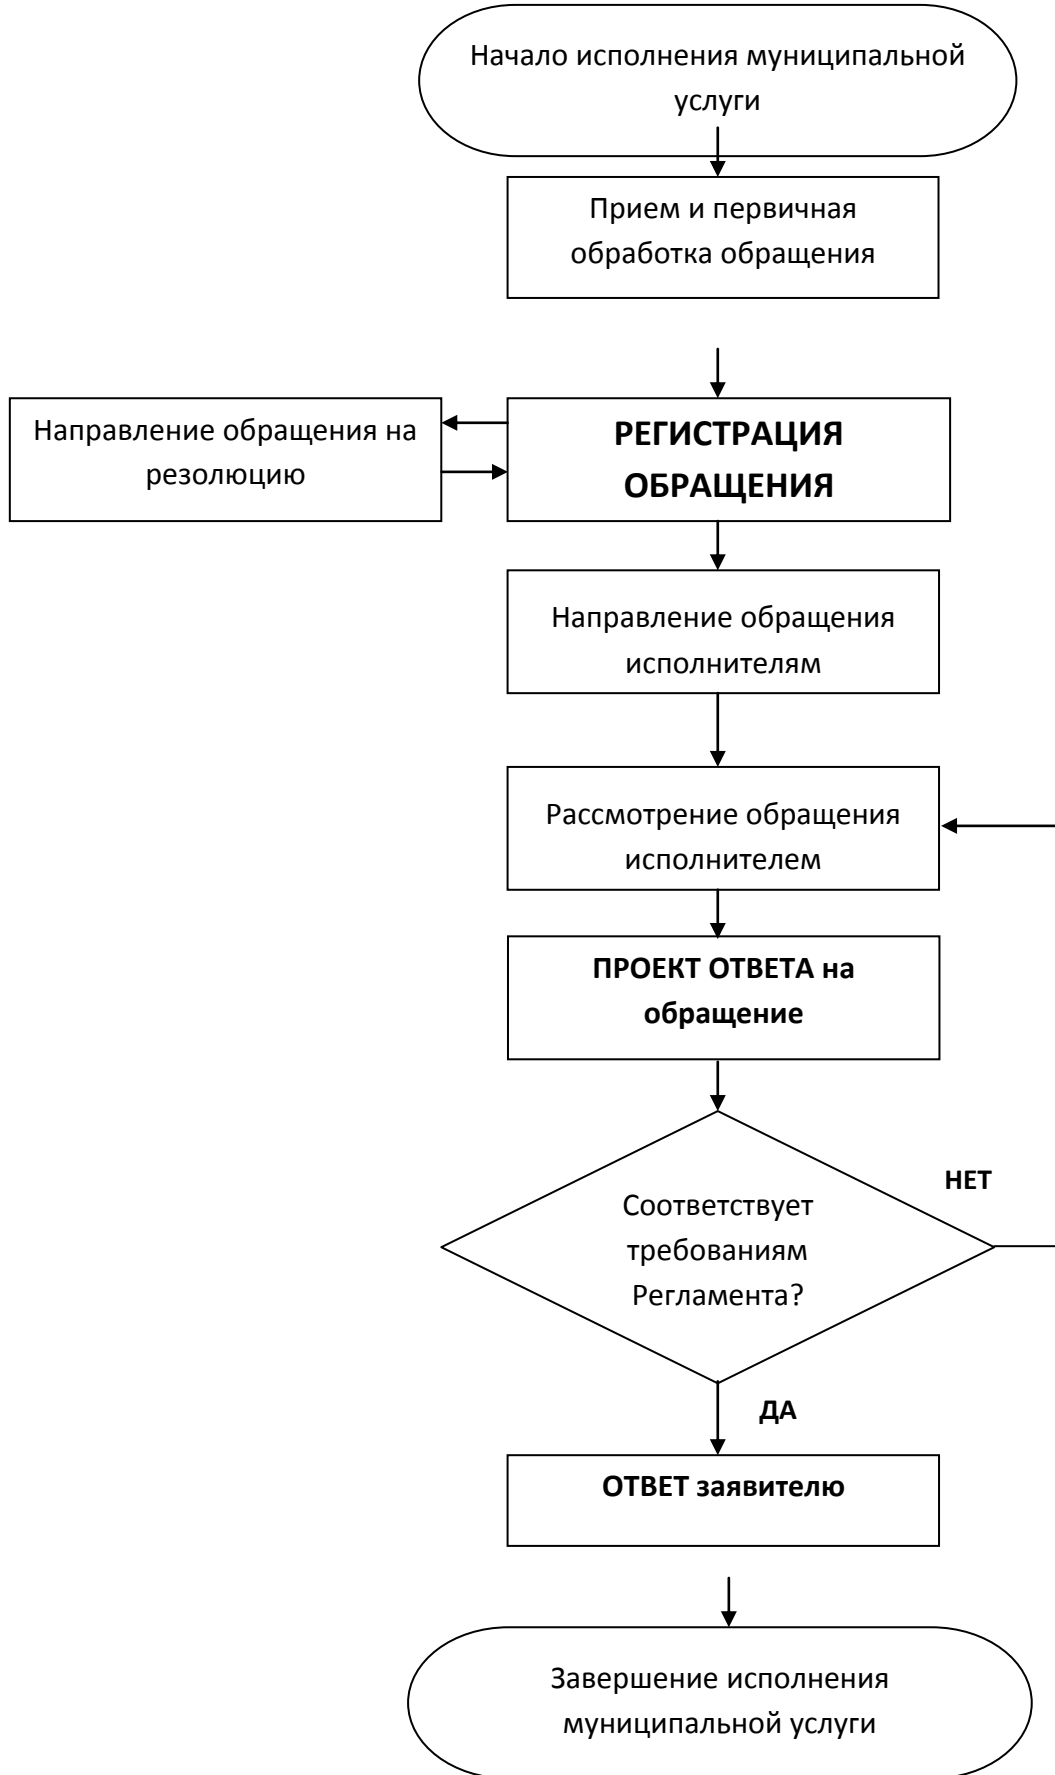 Начало исполнения муниципальной
услуги
Прием и первичная
обработка обращения
Направление обращения на
резолюцию
РЕГИСТРАЦИЯ
ОБРАЩЕНИЯ
Направление обращения
исполнителям
Рассмотрение обращения
исполнителем
ПРОЕКТ ОТВЕТА на
обращение
НЕТ
Соответствует
требованиям
Регламента?
ДА
ОТВЕТ заявителю
Завершение исполнения
муниципальной услуги